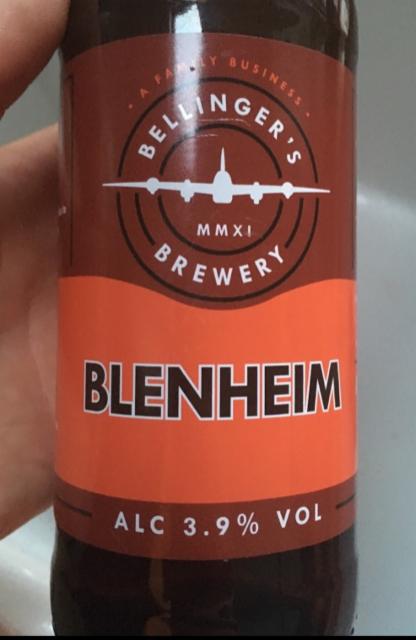 · A FAMILY BUSINESS ·
BELLINGER'S
MMXI
BREWERY
BLENHEIM
ALC 3.9% VOL